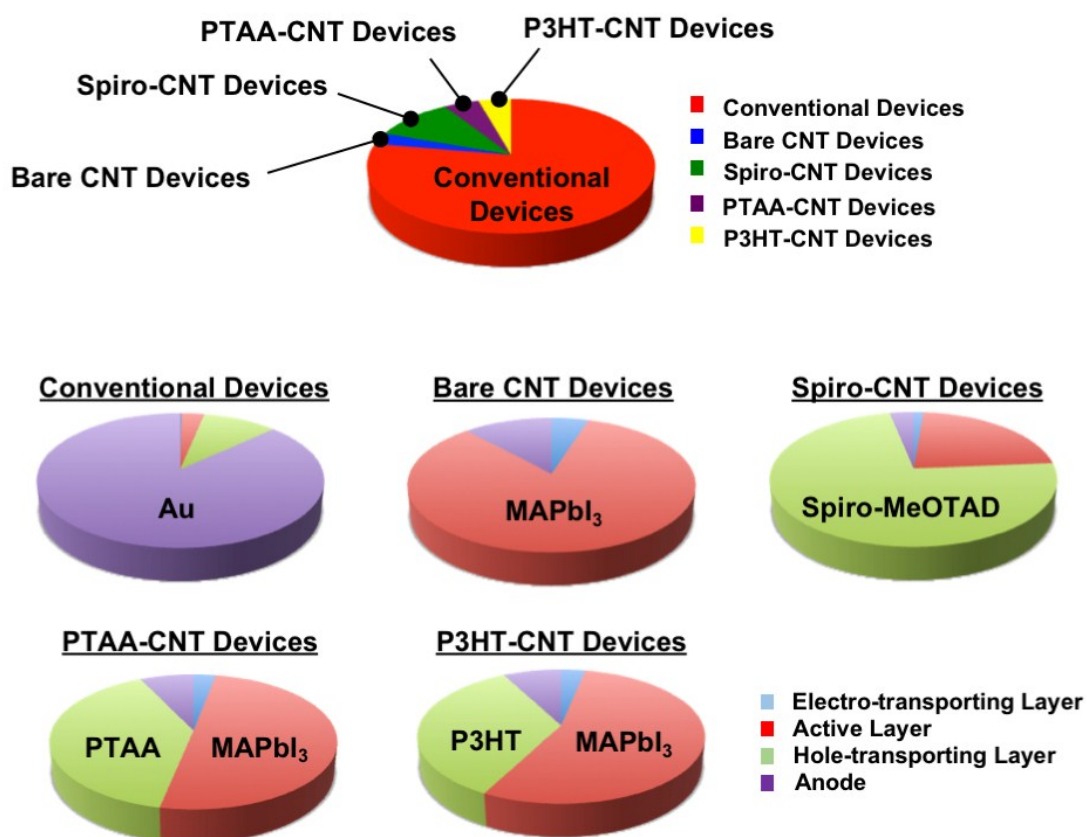 P3HT-CNT Devices
PTAA-CNT Devices
Spiro-CNT Devices
Bare CNT Devices
Conventional
Devices
Conventional Devices
Bare CNT Devices
Spiro-CNT Devices
PTAA-CNT Devices
P3HT-CNT Devices
Conventional Devices
Au
Bare CNT Devices
MAPbI₃
Spiro-CNT Devices
Spiro-MeOTAD
PTAA-CNT Devices
PTAA
MAPbI₃
P3HT-CNT Devices
P3HT
MAPbI₃
Electro-transporting Layer
Active Layer
Hole-transporting Layer
Anode